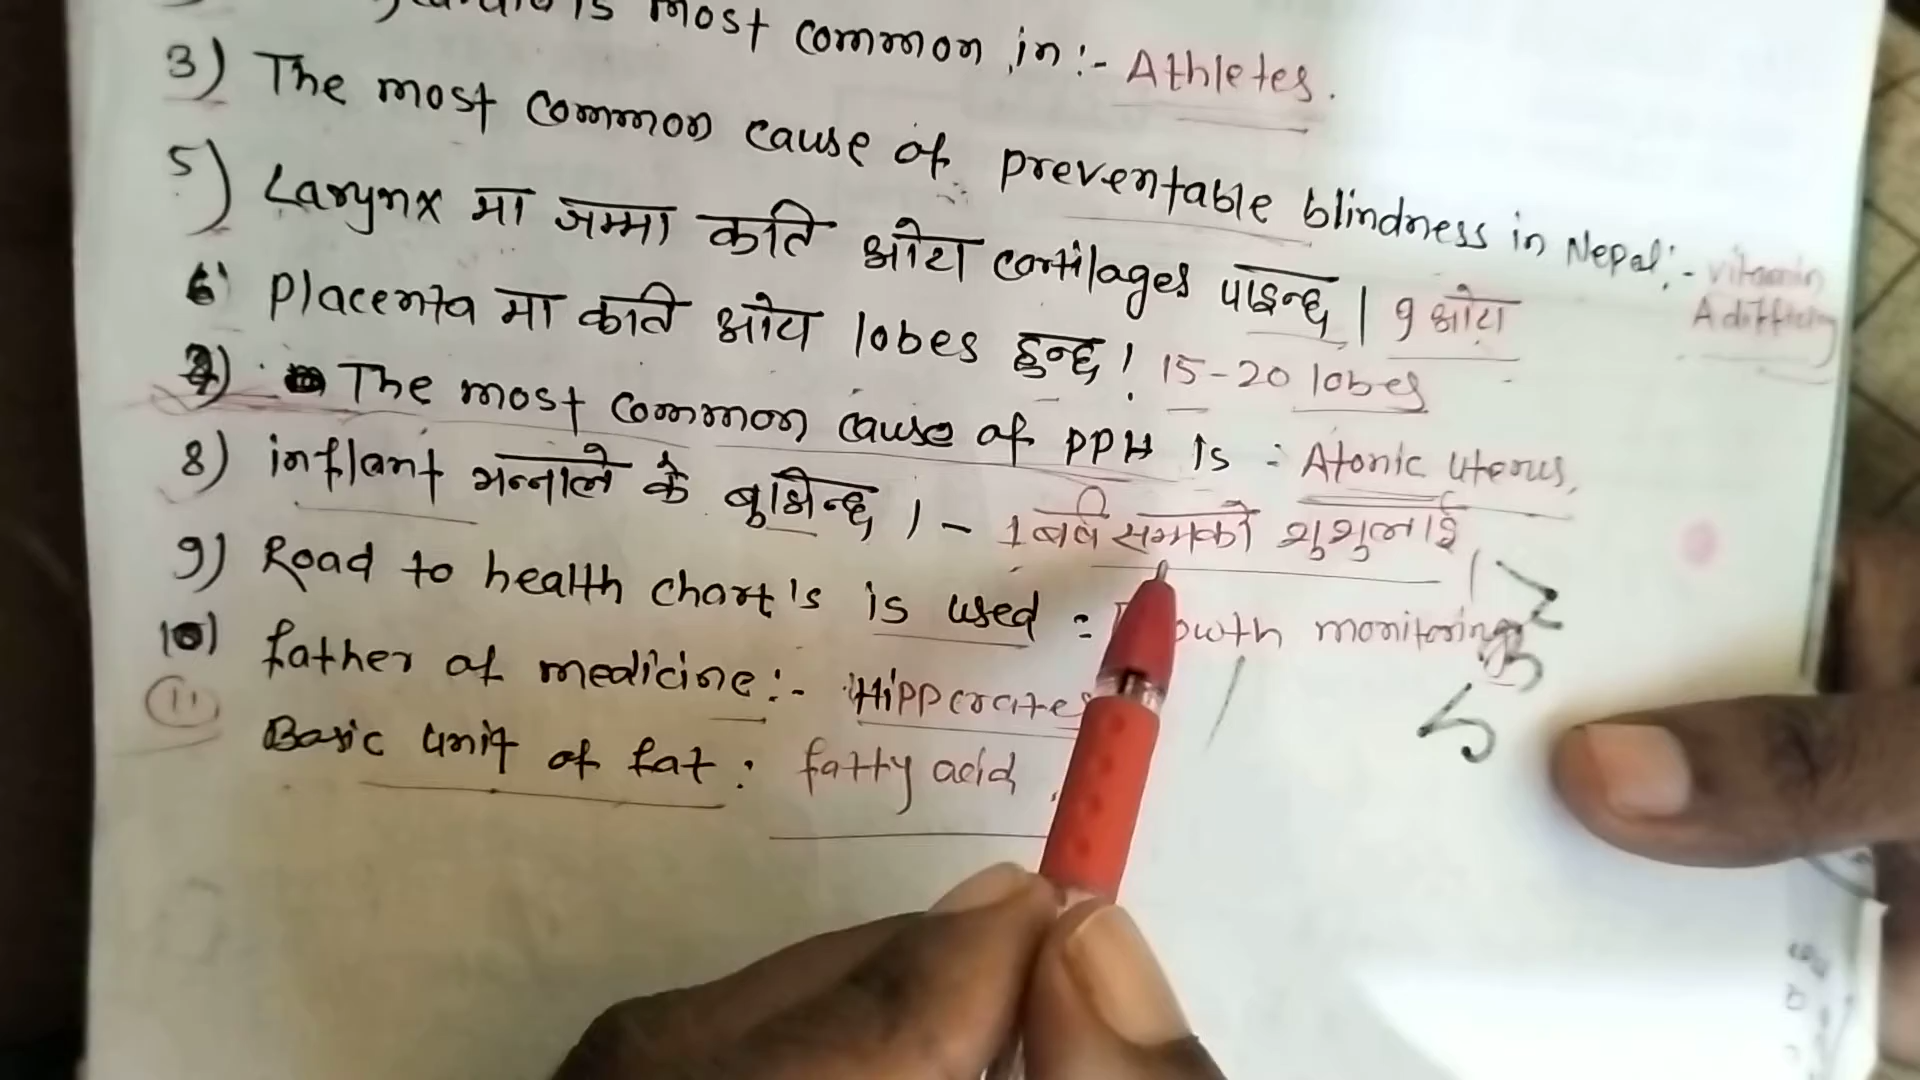 is most common in:- Athletes.
3) The most common cause of preventable blindness in Nepal:- vitamin A
5) Larynx मा जम्मा कति ओटा cartilages पाइन्छ | 9 ओटा
6) Placenta मा कति ओटा lobes हुन्छ ! 15-20 lobes
7) The most common cause of PPH is : Atonic uterus,
8) inflant भन्नाले के बुझिन्छ । - 1 बर्ष सम्मको शुशुलाई
9) Road to health chart's is used = monitoring
10) father of medicine:- Hippcrates
11) Basic unit of fat: fatty acid